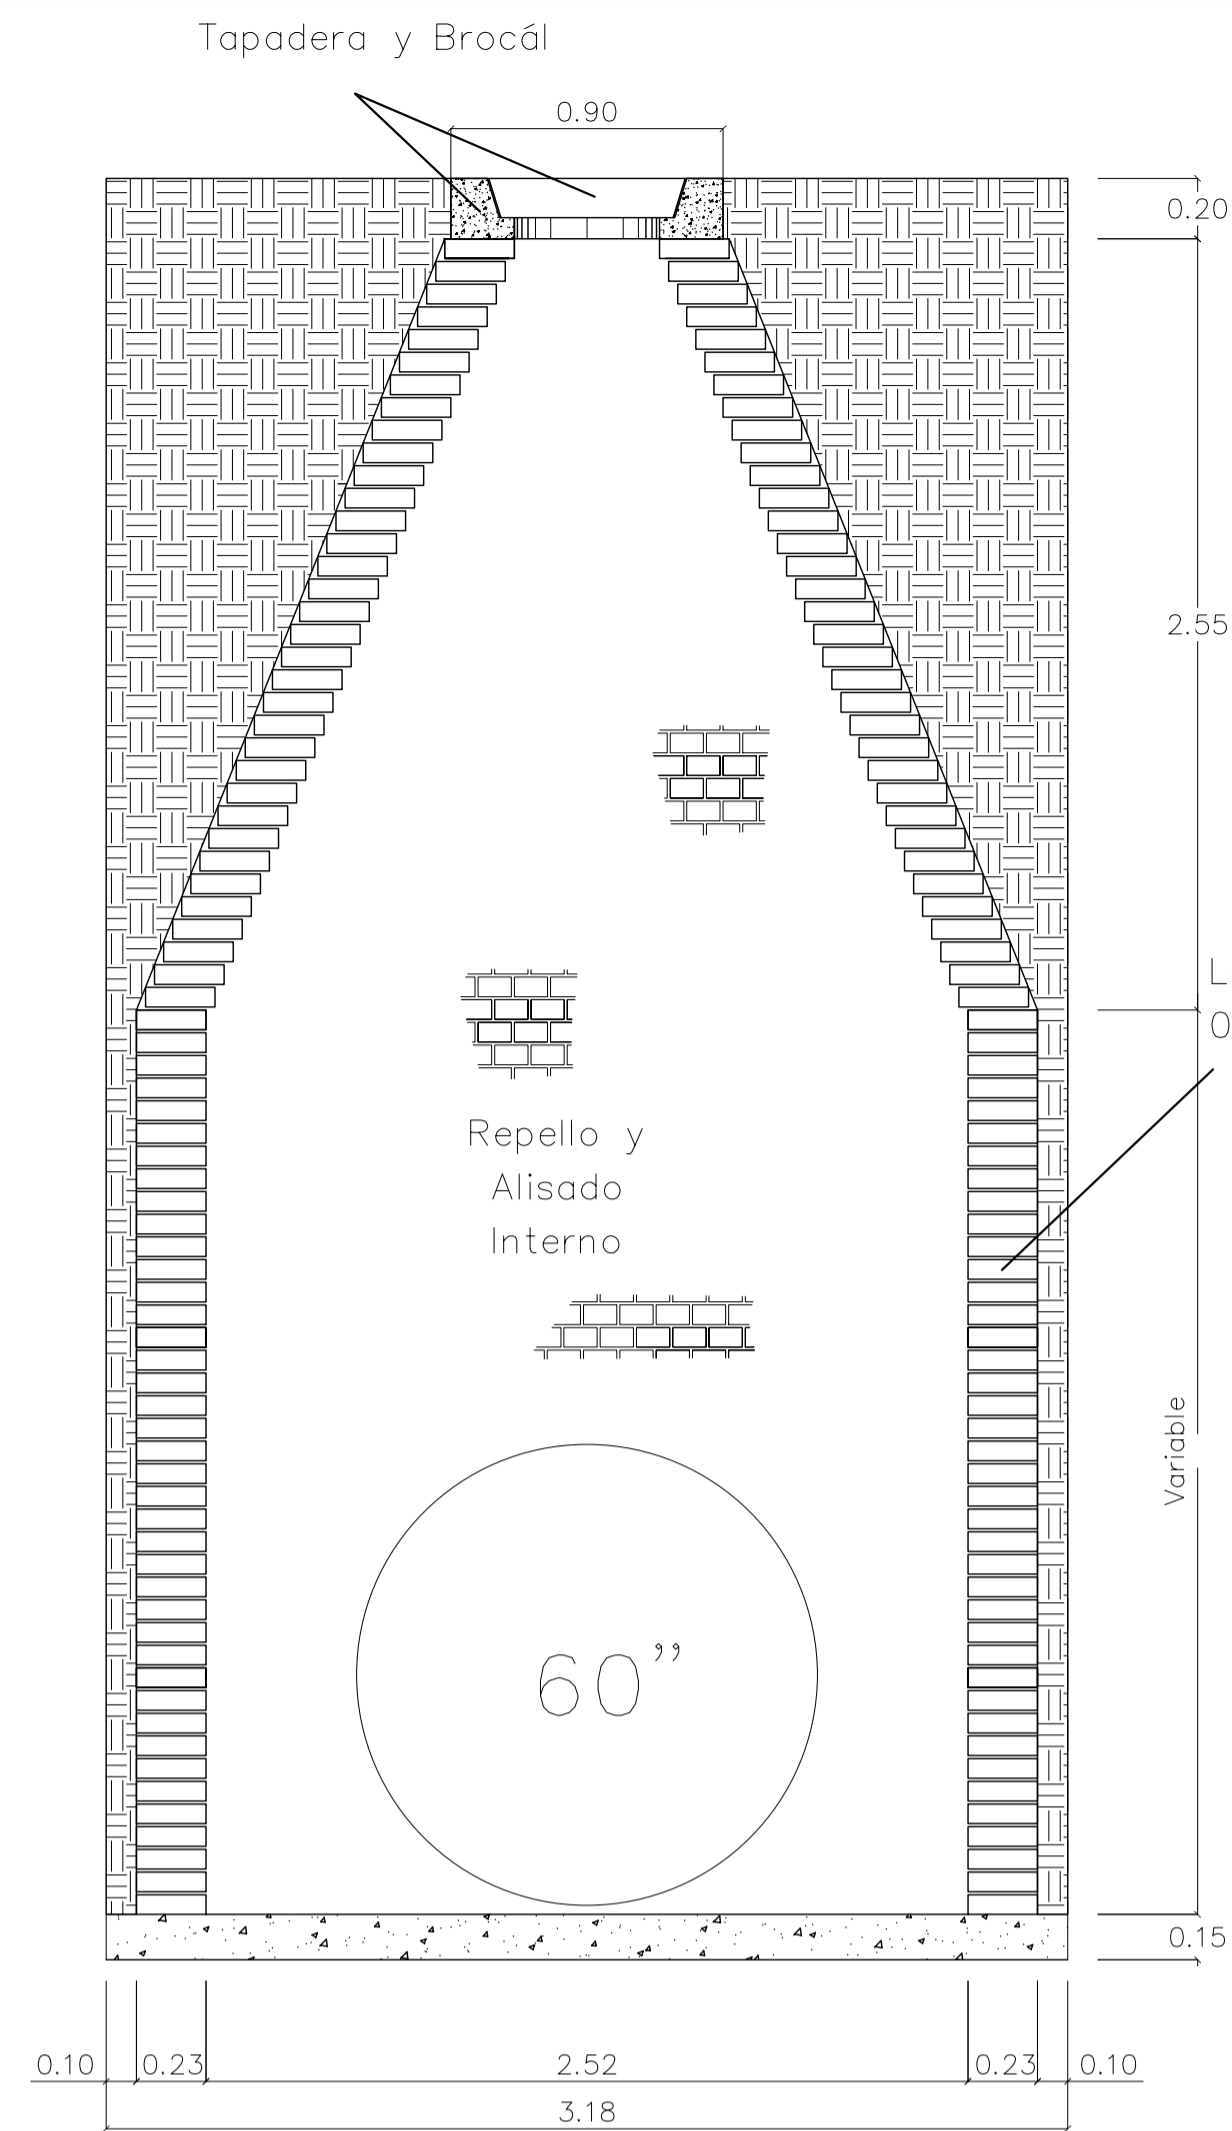 Tapadera y Brocál
0.90
0.20
2.55
L
O
Repello y
Alisado
Interno
Variable
60”
0.15
0.10
0.23
2.52
0.23
0.10
3.18